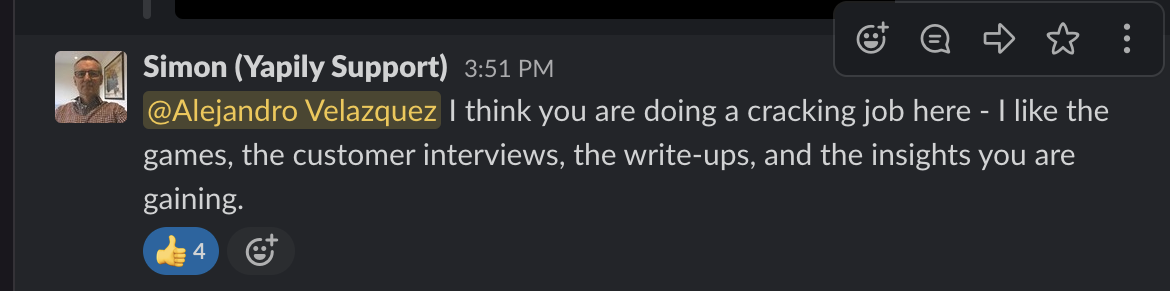 Simon (Yapily Support) 3:51 PM
@Alejandro Velazquez I think you are doing a cracking job here - I like the
games, the customer interviews, the write-ups, and the insights you are
gaining.
👍 4